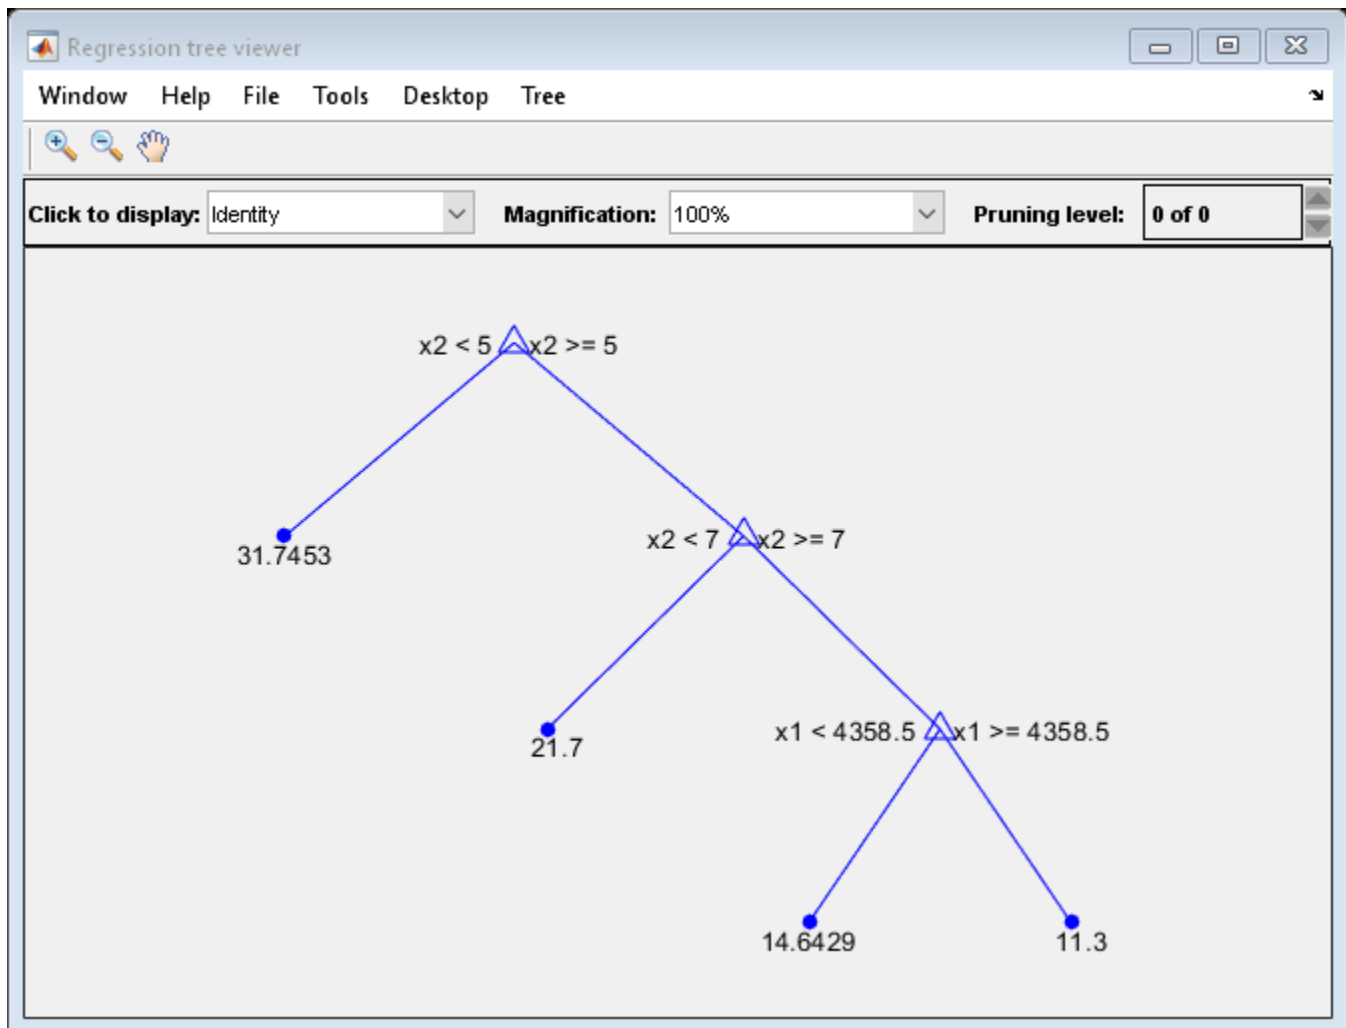 Regression tree viewer
Window Help File Tools Desktop Tree
Click to display: Identity Magnification: 100% Pruning level: 0 of 0
x2 < 5 x2 >= 5
31.7453
x2 < 7 x2 >= 7
21.7
x1 < 4358.5 x1 >= 4358.5
14.6429 11.3